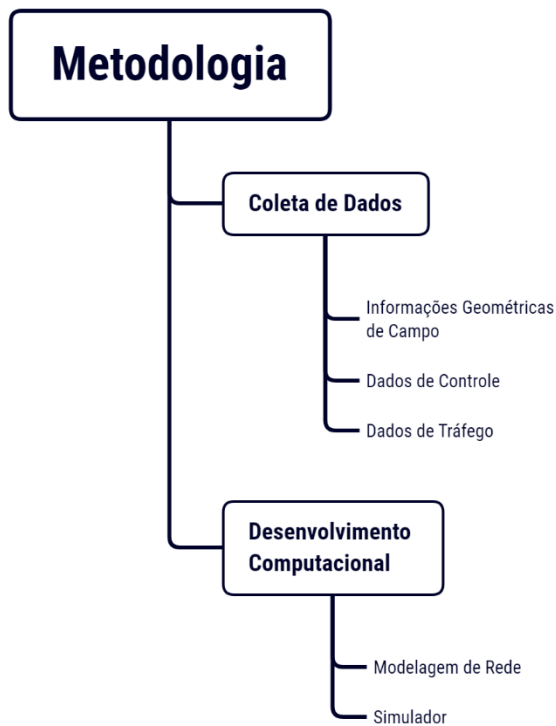 Metodologia
Coleta de Dados
Informações Geométricas
de Campo
Dados de Controle
Dados de Tráfego
Desenvolvimento
Computacional
Modelagem de Rede
Simulador